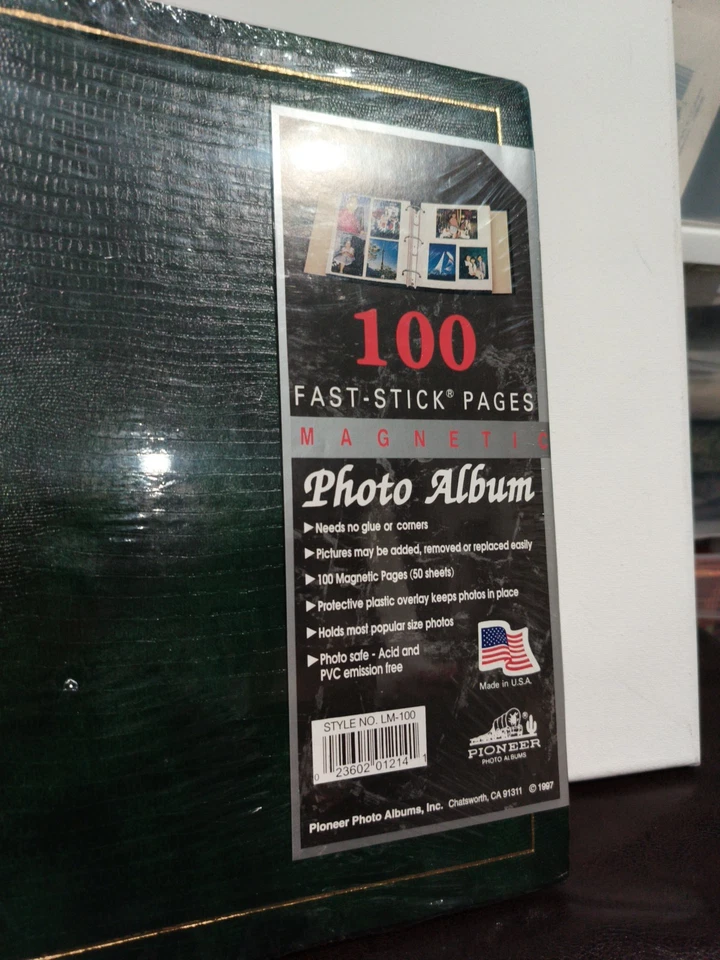 100
FAST-STICK® PAGES
MAGNETIC
Photo Album
▶Needs no glue or corners
▶Pictures may be added, removed or replaced easily
▶100 Magnetic Pages (50 sheets)
▶Protective plastic overlay keeps photos in place
▶Holds most popular size photos
▶Photo safe - Acid and
PVC emission free
Made in U.S.A.
STYLE NO. LM-100
0 23602 01214 1
PIONEER
PHOTO ALBUMS
Pioneer Photo Albums, Inc. Chatsworth, CA 91311 © 1997